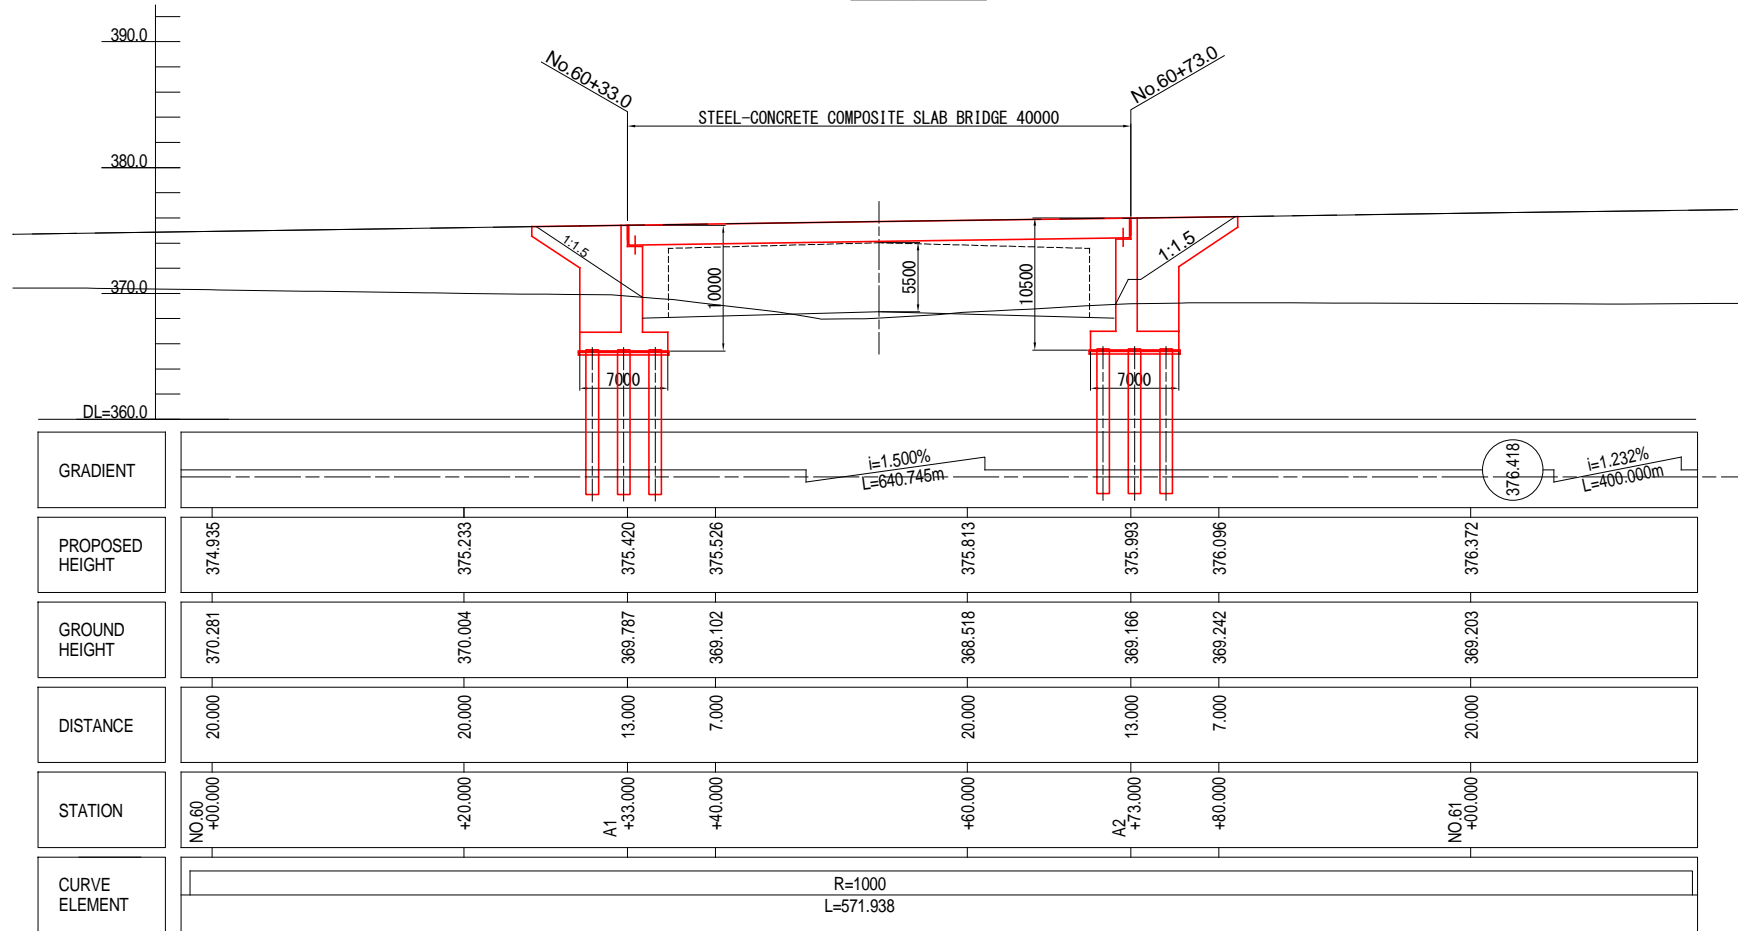 390.0
380.0
370.0
DL=360.0
No.60+33.0
No.60+73.0
STEEL-CONCRETE COMPOSITE SLAB BRIDGE 40000
1:1.5
1:1.5
10000
5500
10500
7000
7000
GRADIENT
i=1.500%
L=640.745m
376.418
i=1.232%
L=400.000m
PROPOSED
HEIGHT
374.935
375.233
375.420
375.526
375.813
375.993
376.096
376.372
GROUND
HEIGHT
370.281
370.004
369.787
369.102
368.518
369.166
369.242
369.203
DISTANCE
20.000
20.000
13.000
7.000
20.000
13.000
7.000
20.000
STATION
NO.60
+00.000
+20.000
A1
+33.000
+40.000
+60.000
A2
+73.000
+80.000
NO.61
+00.000
CURVE
ELEMENT
R=1000
L=571.938